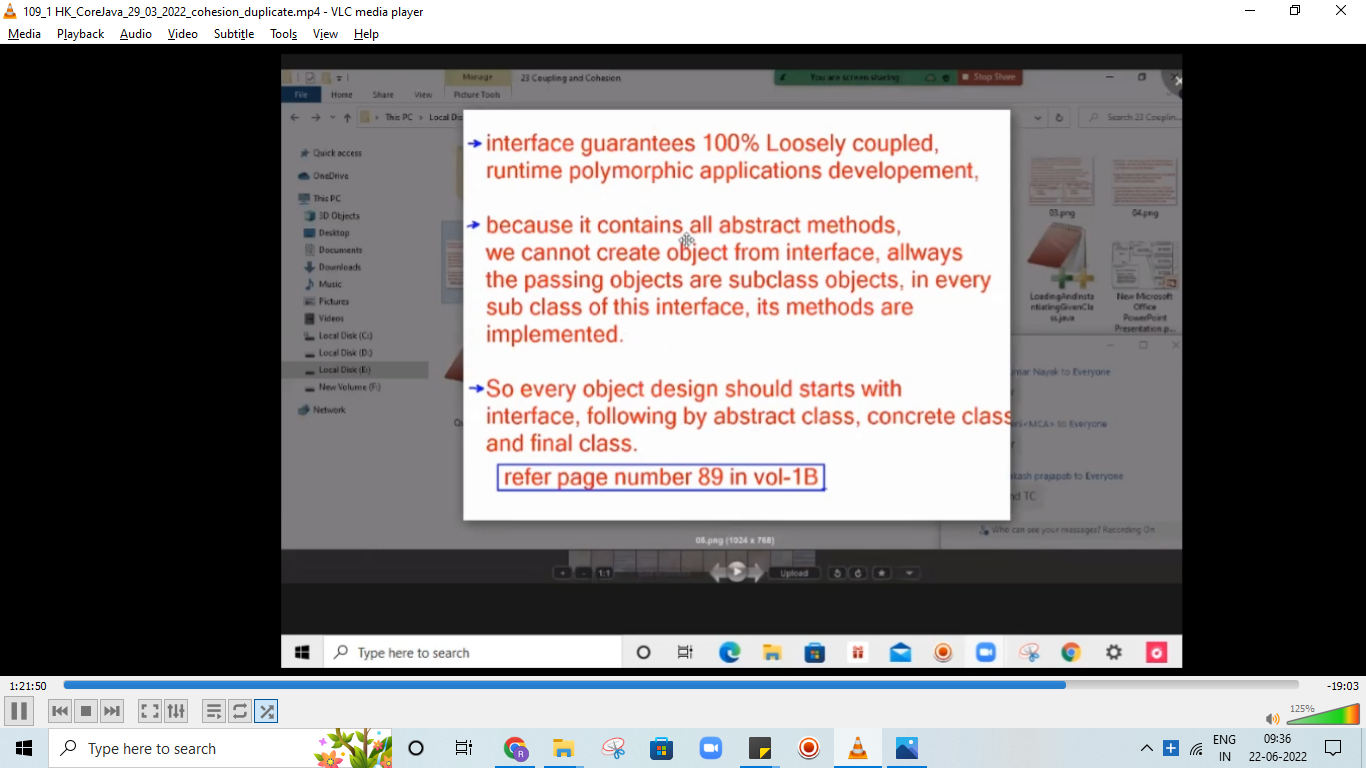 109_1 HK_CoreJava_29_03_2022_cohesion_duplicate.mp4 - VLC media player
Media Playback Audio Video Subtitle Tools View Help
Manage 23 Coupling and Cohesion
You are screen sharing Stop Share
File Home Share View Picture Tools
This PC Local Dis
Search 23 Couplin...
Quick access
OneDrive
This PC
3D Objects
Desktop
Documents
Downloads
Music
Pictures
Videos
Local Disk (C:)
Local Disk (D:)
Local Disk (E:)
New Volume (F:)
Network
interface guarantees 100% Loosely coupled,
runtime polymorphic applications developement,
because it contains all abstract methods,
we cannot create object from interface, allways
the passing objects are subclass objects, in every
sub class of this interface, its methods are
implemented.
So every object design should starts with
interface, following by abstract class, concrete class
and final class.
refer page number 89 in vol-1B
03.png 04.png
LoadingAndInsta
ntiatingGivenCla
ss.java
New Microsoft
Office
PowerPoint
Presentation.p...
umar Nayak to Everyone
<MCA> to Everyone
kash prajapati to Everyone
nd TC
Who can see your messages? Recording On
08.png (1024 x 768)
1:1
Upload
Type here to search
1:21:50
-19:03
125%
Type here to search
ENG
IN
09:36
22-06-2022